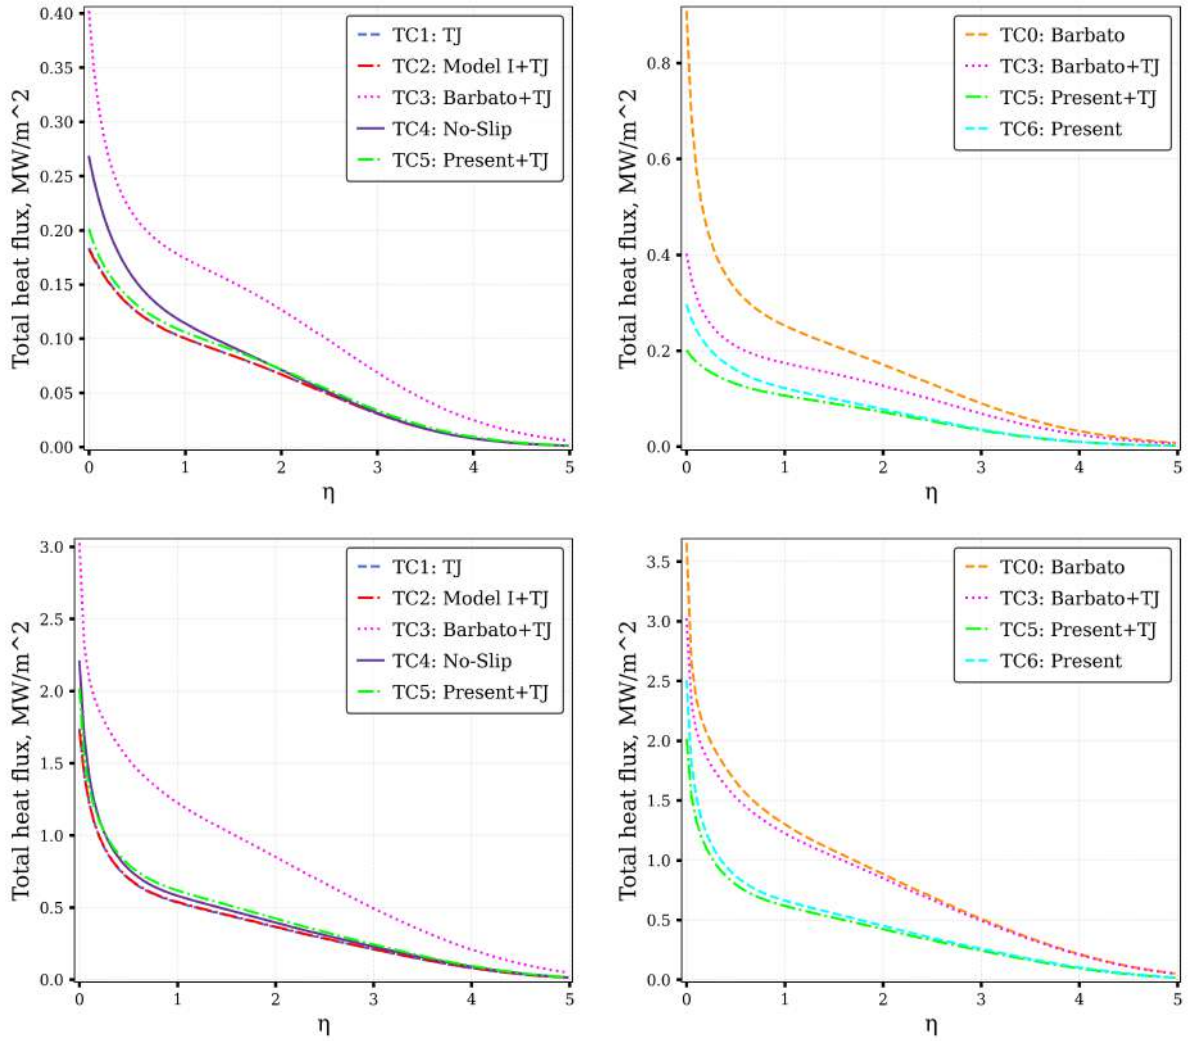 Total heat flux, MW/m^2
0.40
0.35
0.30
0.25
0.20
0.15
0.10
0.05
0.00
TC1: TJ
TC2: Model I+TJ
TC3: Barbato+TJ
TC4: No-Slip
TC5: Present+TJ
0 1 2 3 4 5
η
Total heat flux, MW/m^2
0.8
0.6
0.4
0.2
0.0
TC0: Barbato
TC3: Barbato+TJ
TC5: Present+TJ
TC6: Present
0 1 2 3 4 5
η
Total heat flux, MW/m^2
3.0
2.5
2.0
1.5
1.0
0.5
0.0
TC1: TJ
TC2: Model I+TJ
TC3: Barbato+TJ
TC4: No-Slip
TC5: Present+TJ
0 1 2 3 4 5
η
Total heat flux, MW/m^2
3.5
3.0
2.5
2.0
1.5
1.0
0.5
0.0
TC0: Barbato
TC3: Barbato+TJ
TC5: Present+TJ
TC6: Present
0 1 2 3 4 5
η